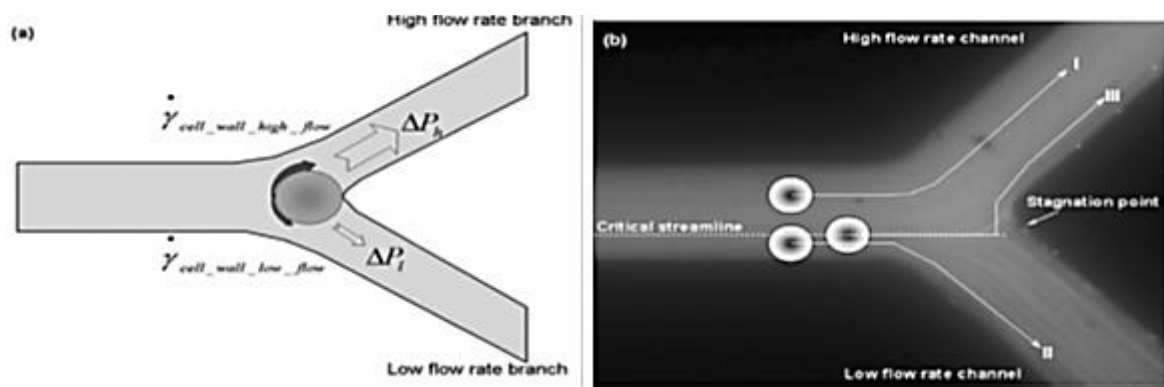 High flow rate branch
(a)
γ̇ cell_wall_high_flow
ΔPh
ΔPl
γ̇ cell_wall_low_flow
Low flow rate branch
(b)
High flow rate channel
I
III
Stagnation point
Critical streamline
II
Low flow rate channel